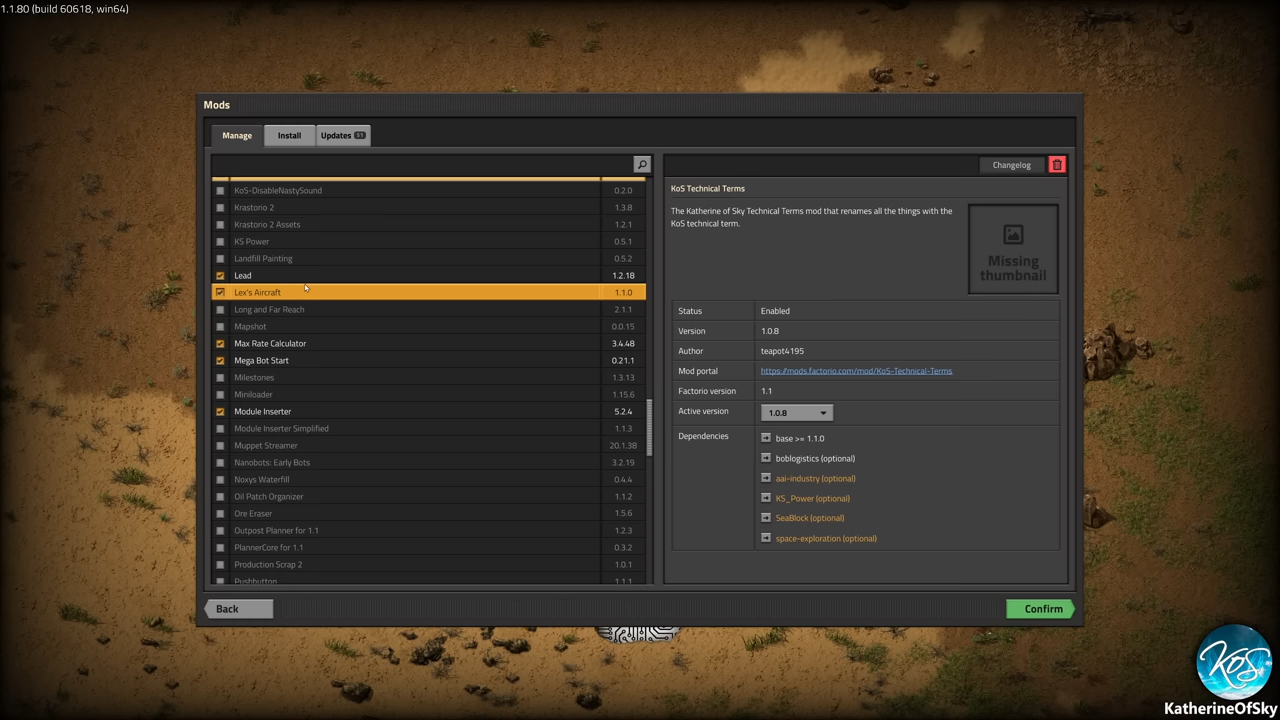 1.1.80 (build 60618, win64)
Mods
Manage
Install
Updates 51
Changelog
KoS-DisableNastySound 0.2.0
Krastorio 2 1.3.8
Krastorio 2 Assets 1.2.1
KS Power 0.5.1
Landfill Painting 0.5.2
Lead 1.2.18
Lex's Aircraft 1.1.0
Long and Far Reach 2.1.1
Mapshot 0.0.15
Max Rate Calculator 3.4.48
Mega Bot Start 0.21.1
Milestones 1.3.13
Miniloader 1.15.6
Module Inserter 5.2.4
Module Inserter Simplified 1.1.3
Muppet Streamer 20.1.38
Nanobots: Early Bots 3.2.19
Noxys Waterfill 0.4.4
Oil Patch Organizer 1.1.2
Ore Eraser 1.5.6
Outpost Planner for 1.1 1.2.3
PlannerCore for 1.1 0.3.2
Production Scrap 2 1.0.1
Pushbutton 1.1.1
KoS Technical Terms
The Katherine of Sky Technical Terms mod that renames all the things with the
KoS technical term.
Missing
thumbnail
Status Enabled
Version 1.0.8
Author teapot4195
Mod portal https://mods.factorio.com/mod/KoS-Technical-Terms
Factorio version 1.1
Active version 1.0.8
Dependencies base >= 1.1.0
boblogistics (optional)
aai-industry (optional)
KS_Power (optional)
SeaBlock (optional)
space-exploration (optional)
Back
Confirm
KoS
KatherineOfSky